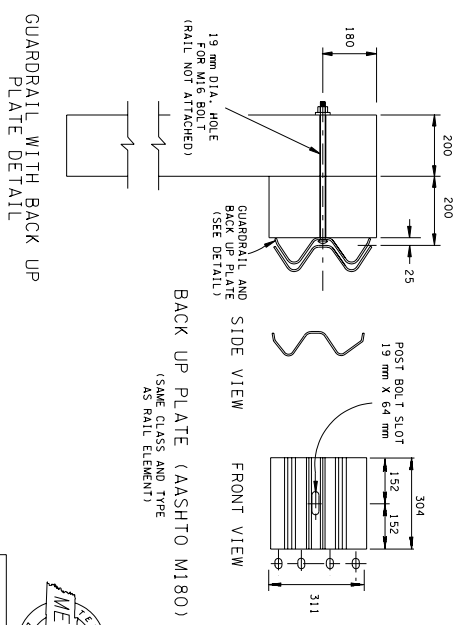 180
200
200
25
19 mm DIA. HOLE
FOR M16 BOLT
(RAIL NOT ATTACHED)
GUARDRAIL AND
BACK UP PLATE
(SEE DETAIL)
GUARDRAIL WITH BACK UP
PLATE DETAIL
POST BOLT SLOT
19 mm X 64 mm
304
152
152
311
SIDE VIEW
FRONT VIEW
BACK UP PLATE (AASHTO M180)
(SAME CLASS AND TYPE
AS RAIL ELEMENT)